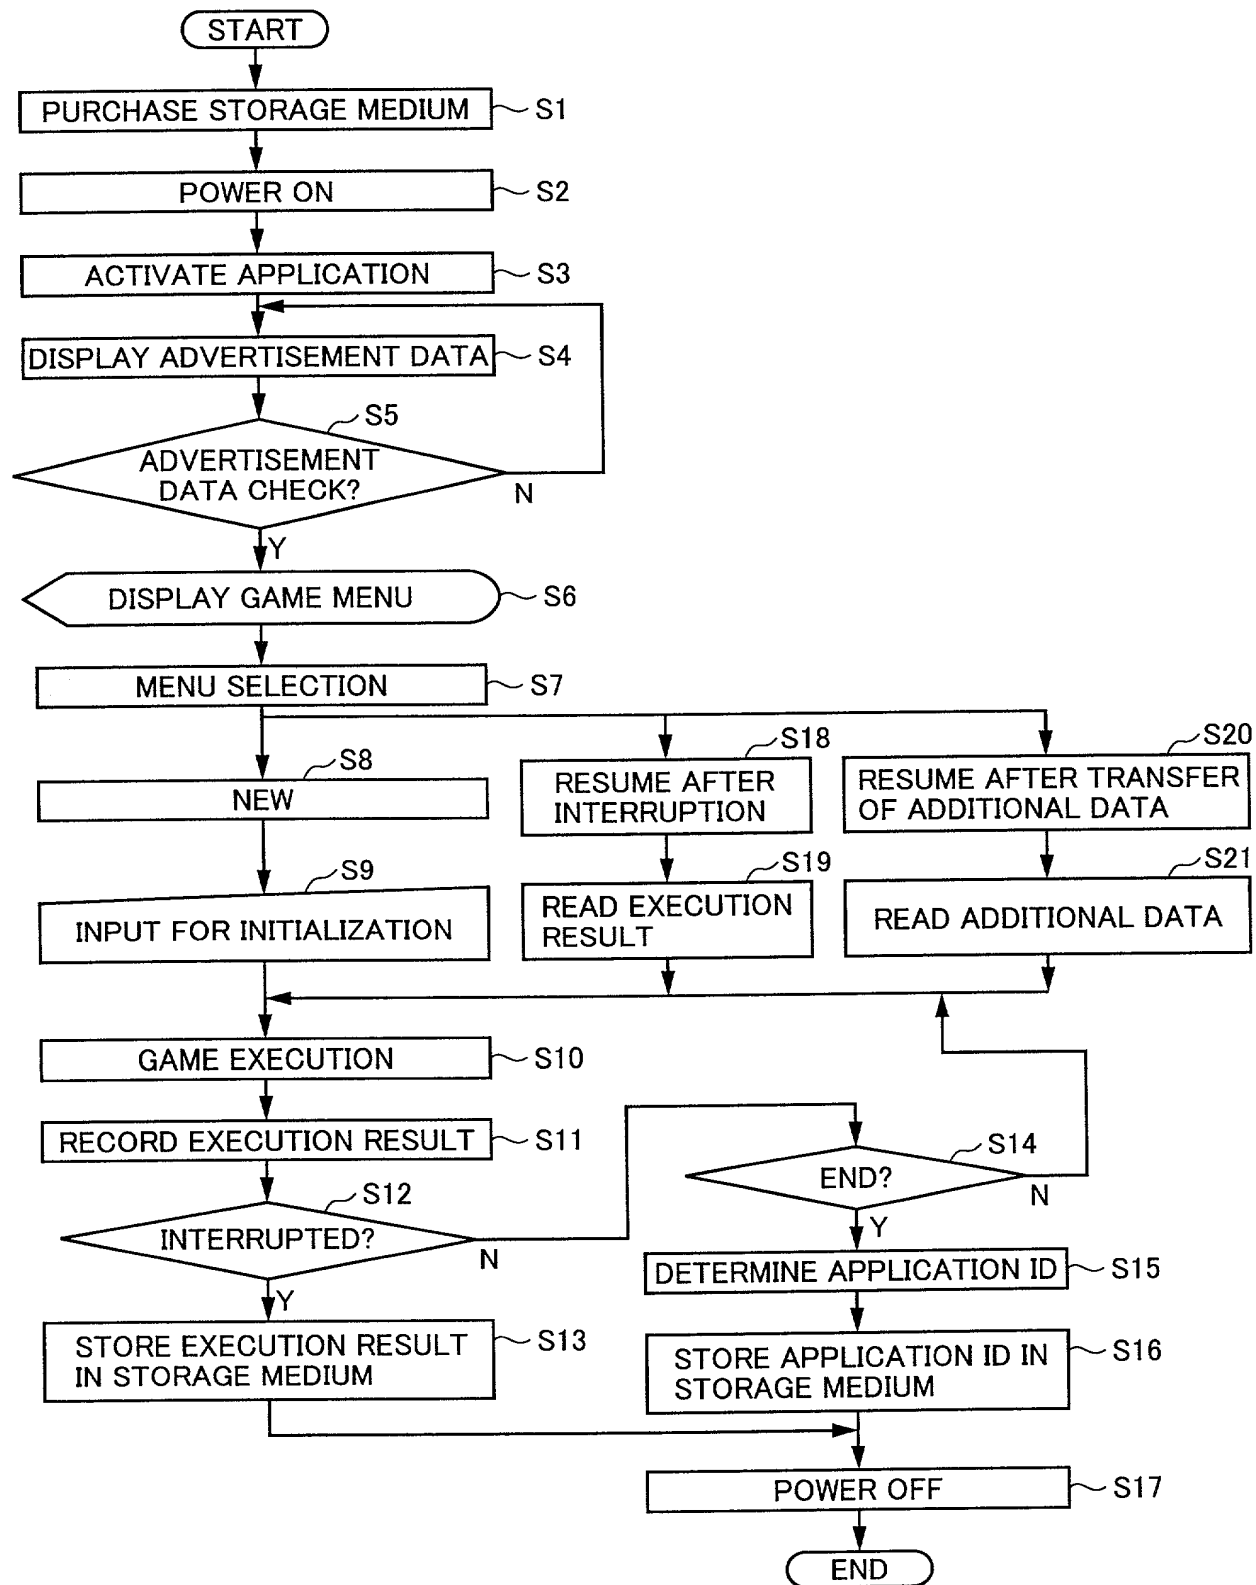 START
PURCHASE STORAGE MEDIUM
S1
POWER ON
S2
ACTIVATE APPLICATION
S3
DISPLAY ADVERTISEMENT DATA
S4
S5
ADVERTISEMENT
DATA CHECK?
N
Y
DISPLAY GAME MENU
S6
MENU SELECTION
S7
S8
NEW
S18
RESUME AFTER
INTERRUPTION
S20
RESUME AFTER TRANSFER
OF ADDITIONAL DATA
S9
INPUT FOR INITIALIZATION
S19
READ EXECUTION
RESULT
S21
READ ADDITIONAL DATA
GAME EXECUTION
S10
RECORD EXECUTION RESULT
S11
S12
INTERRUPTED?
N
Y
STORE EXECUTION RESULT
IN STORAGE MEDIUM
S13
S14
END?
N
Y
DETERMINE APPLICATION ID
S15
STORE APPLICATION ID IN
STORAGE MEDIUM
S16
POWER OFF
S17
END